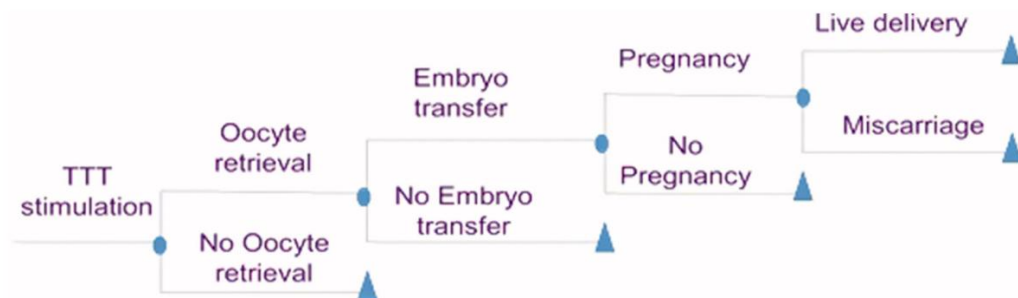 Live delivery
Pregnancy
Embryo
transfer
Miscarriage
Oocyte
retrieval
No
Pregnancy
TTT
stimulation
No Embryo
transfer
No Oocyte
retrieval